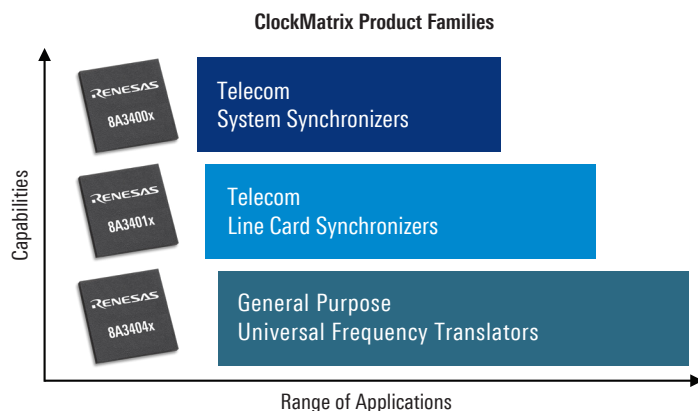 ClockMatrix Product Families
Capabilities
RENESAS
8A3400x
Telecom
System Synchronizers
RENESAS
8A3401x
Telecom
Line Card Synchronizers
RENESAS
8A3404x
General Purpose
Universal Frequency Translators
Range of Applications